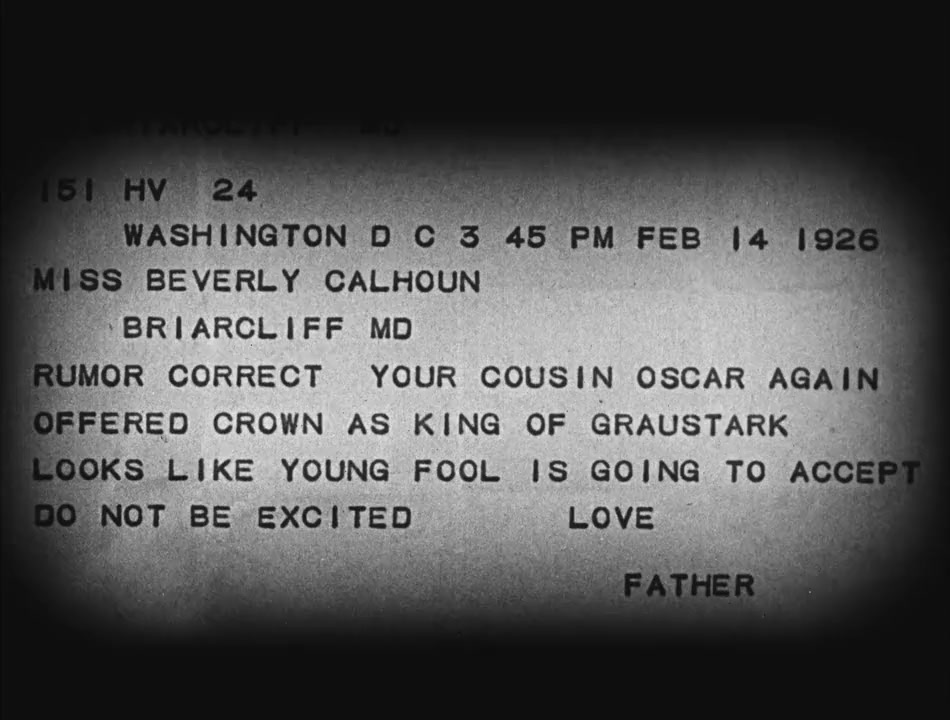 BRIARCLIFF MD
151 HV 24
WASHINGTON D C 3 45 PM FEB 14 1926
MISS BEVERLY CALHOUN
BRIARCLIFF MD
RUMOR CORRECT YOUR COUSIN OSCAR AGAIN
OFFERED CROWN AS KING OF GRAUSTARK
LOOKS LIKE YOUNG FOOL IS GOING TO ACCEPT
DO NOT BE EXCITED LOVE
FATHER